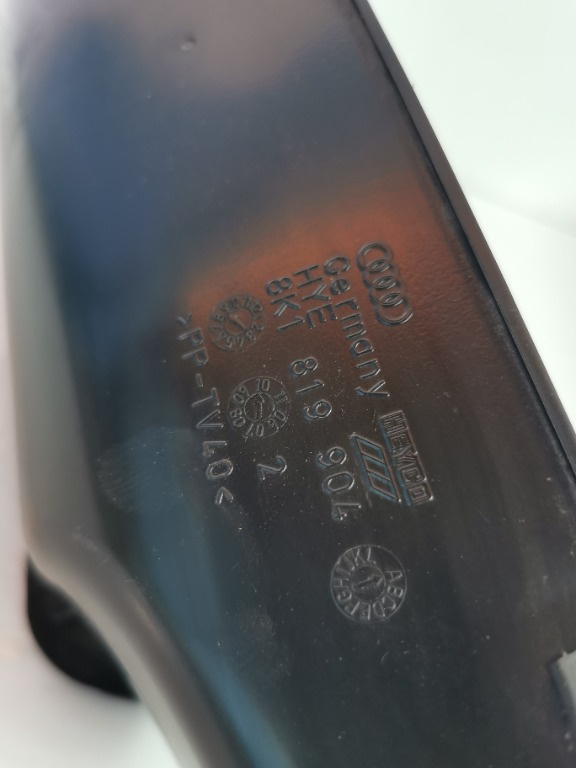 Germany
HYE
8K1 819 904
2
>PP-TV40<
HEYCO
ABCDEFGHIJKL